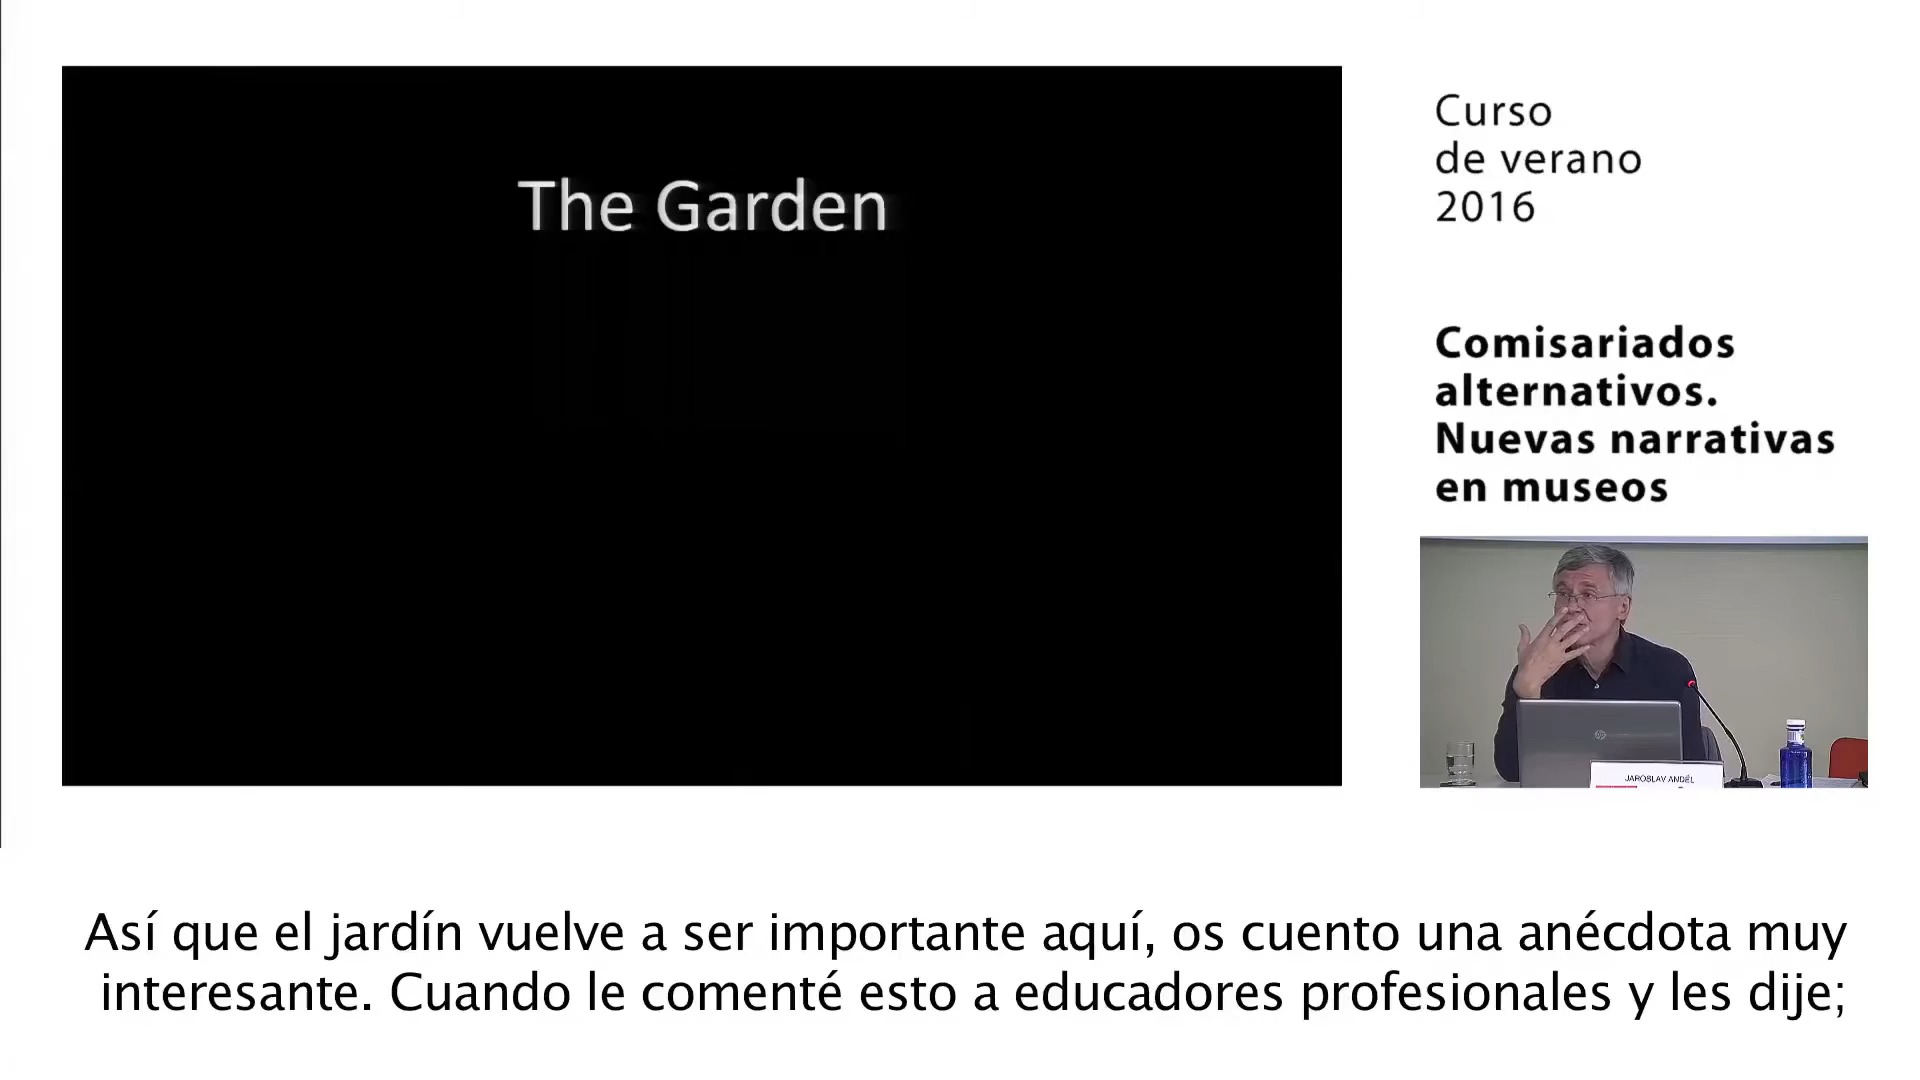 The Garden
Curso
de verano
2016
Comisariados
alternativos.
Nuevas narrativas
en museos
JAROSLAV ANDĚL
Así que el jardín vuelve a ser importante aquí, os cuento una anécdota muy
interesante. Cuando le comenté esto a educadores profesionales y les dije;